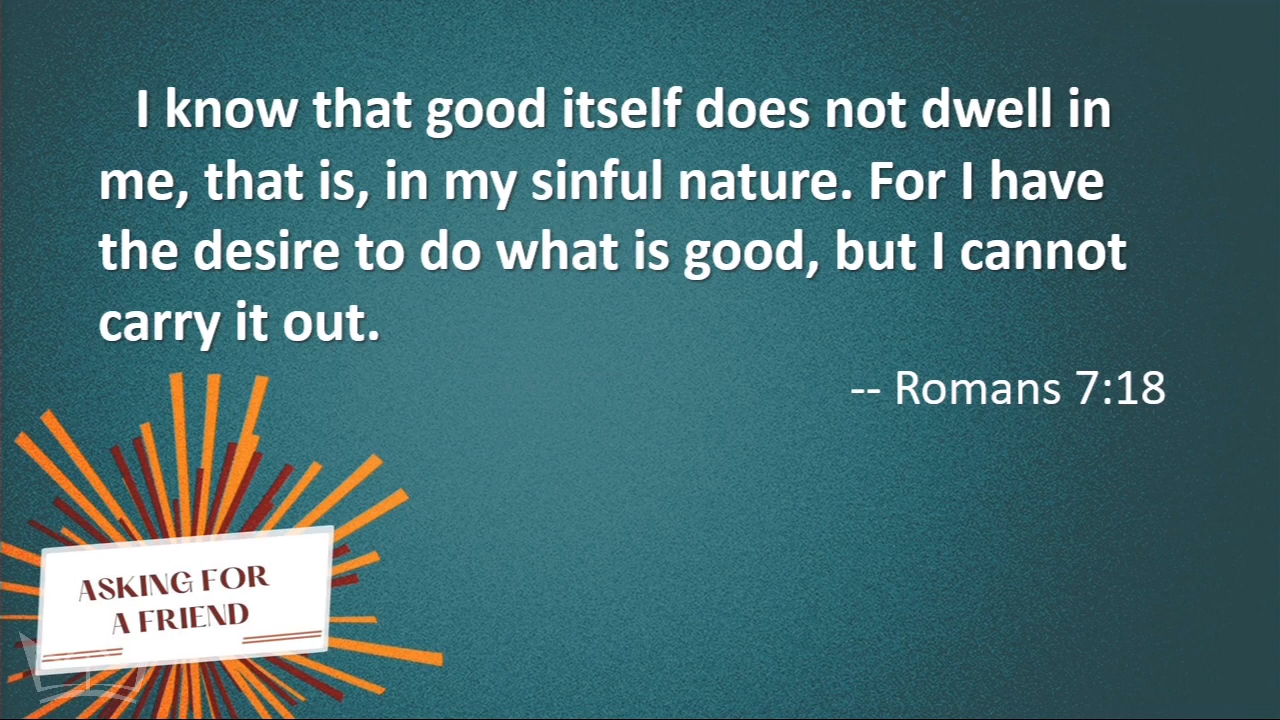 I know that good itself does not dwell in
me, that is, in my sinful nature. For I have
the desire to do what is good, but I cannot
carry it out.
-- Romans 7:18
ASKING FOR
A FRIEND